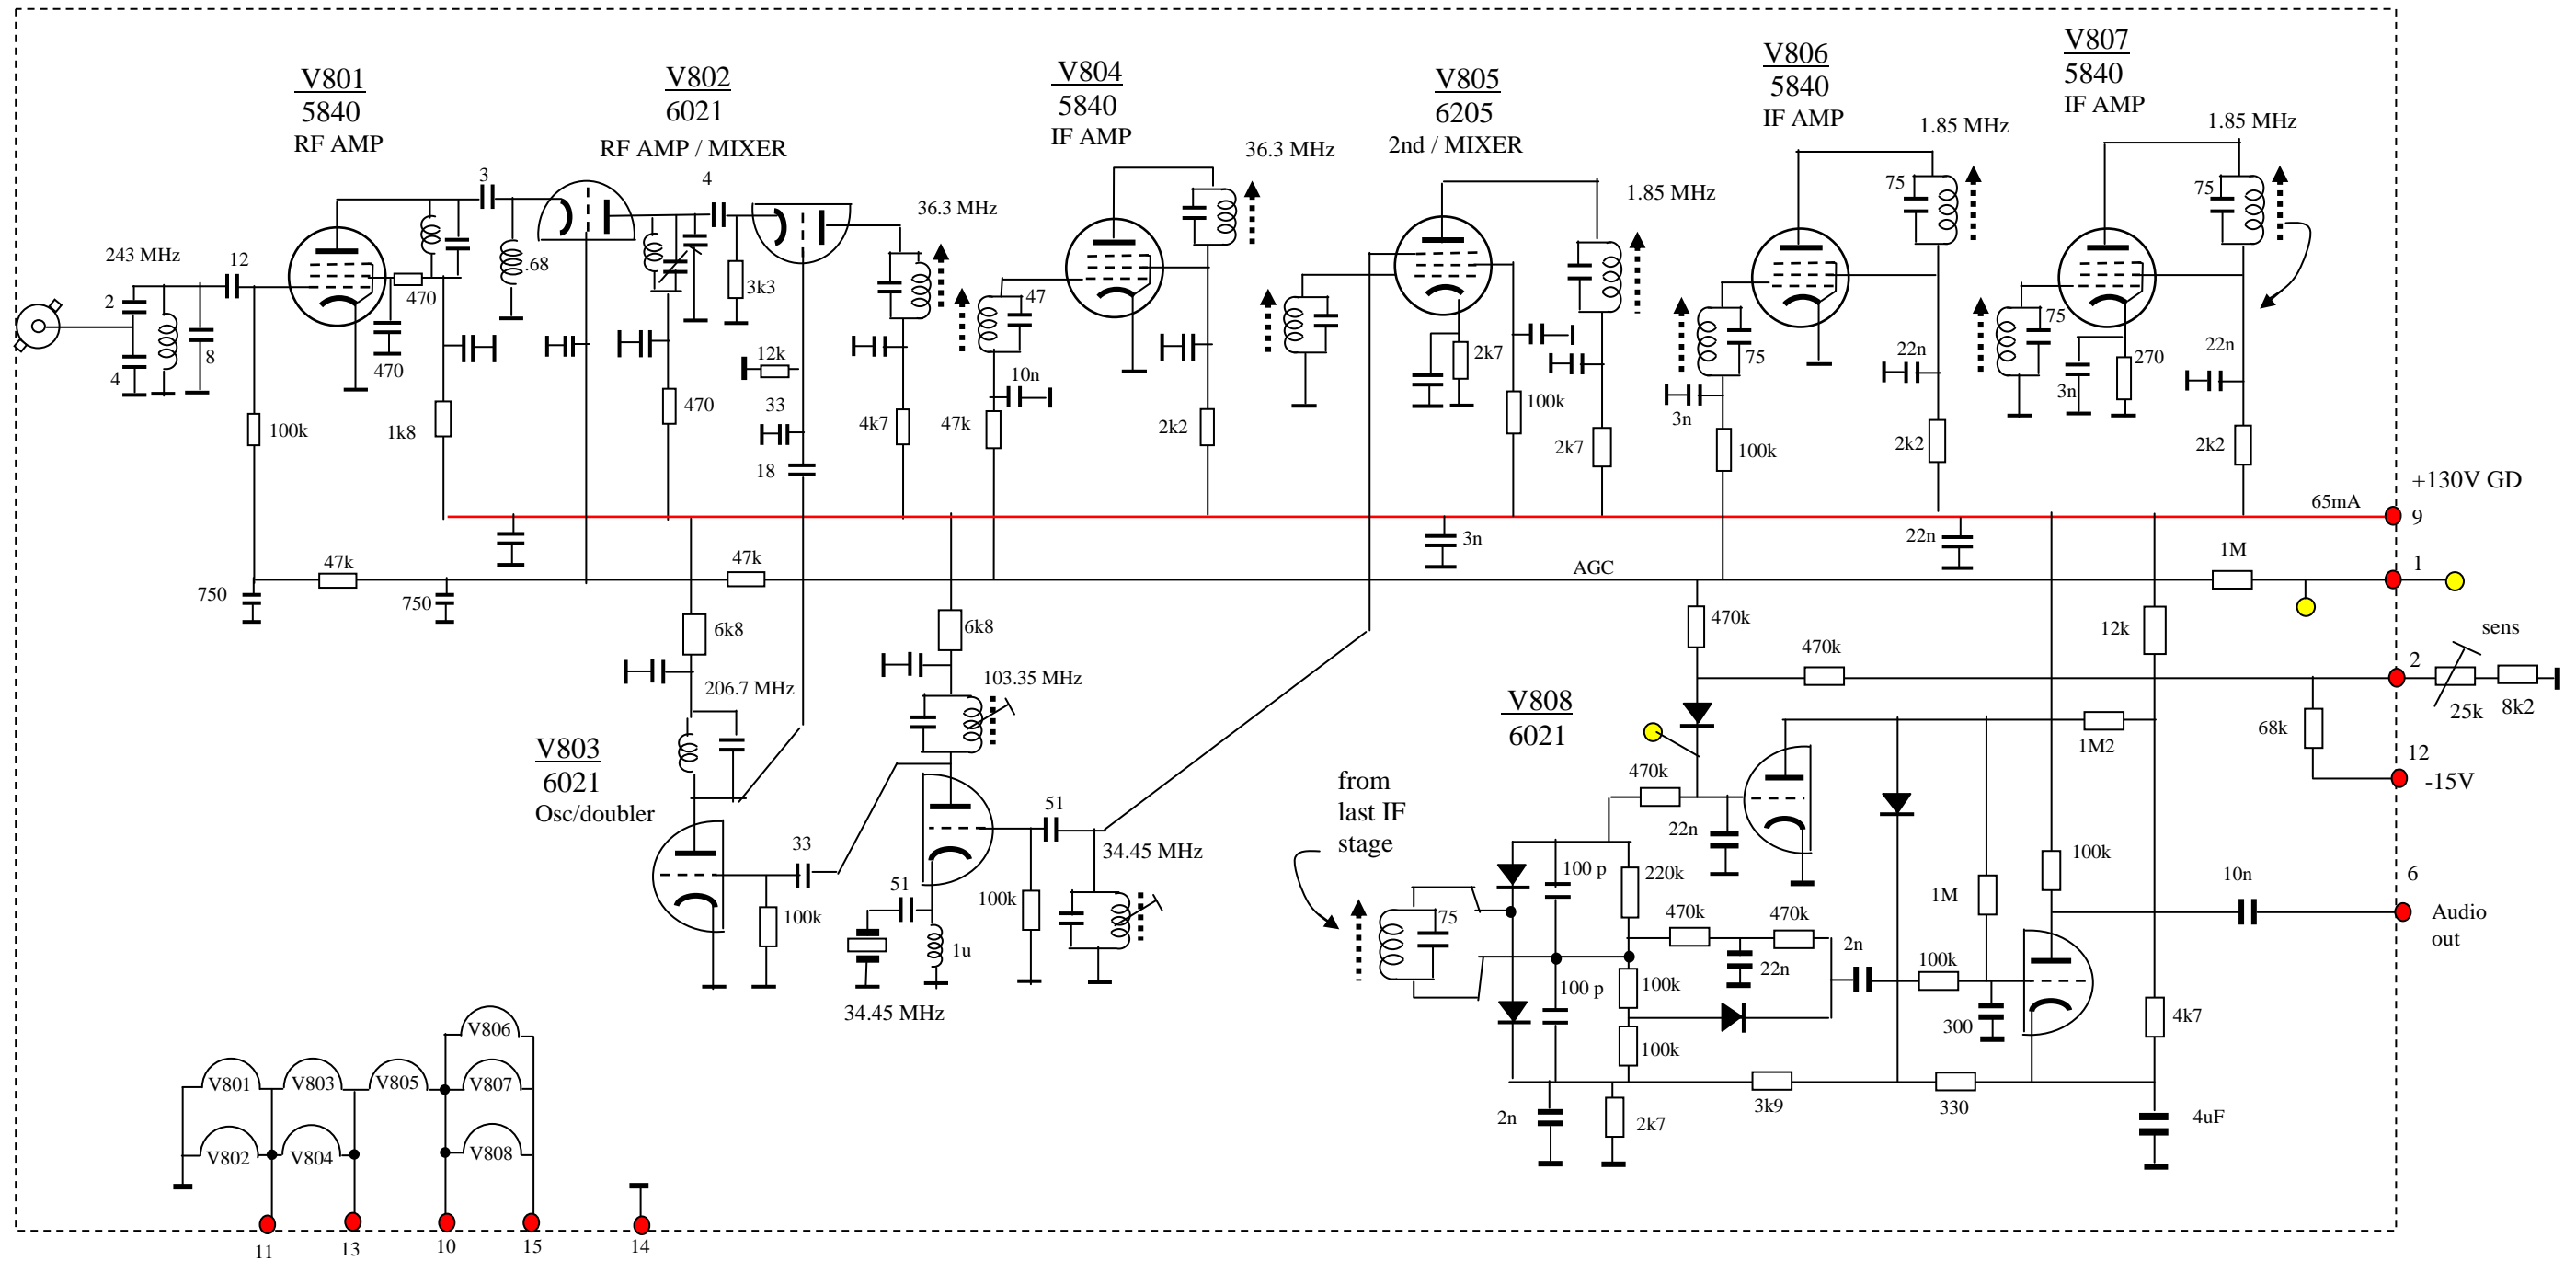 V801
5840
RF AMP
V802
6021
RF AMP / MIXER
V804
5840
IF AMP
V805
6205
2nd / MIXER
V806
5840
IF AMP
V807
5840
IF AMP
243 MHz
36.3 MHz
36.3 MHz
1.85 MHz
1.85 MHz
1.85 MHz
12
2
4
8
3
4
.68
470
470
100k
1k8
470
3k3
12k
33
18
4k7
47
10n
47k
2k2
2k7
100k
2k7
75
75
3n
100k
22n
2k2
75
75
3n
270
22n
2k2
65mA
+130V GD
9
750
47k
750
47k
3n
AGC
22n
1M
1
6k8
6k8
206.7 MHz
103.35 MHz
470k
470k
12k
sens
2
25k
8k2
68k
12
-15V
V803
6021
Osc/doubler
V808
6021
from
last IF
stage
470k
22n
1M2
33
51
51
34.45 MHz
100k
100k
1u
34.45 MHz
75
100 p
220k
470k
470k
22n
2n
100 p
100k
100k
100k
1M
300
100k
10n
6
Audio
out
4k7
2n
2k7
3k9
330
4uF
V806
V801
V803
V805
V807
V802
V804
V808
11
13
10
15
14